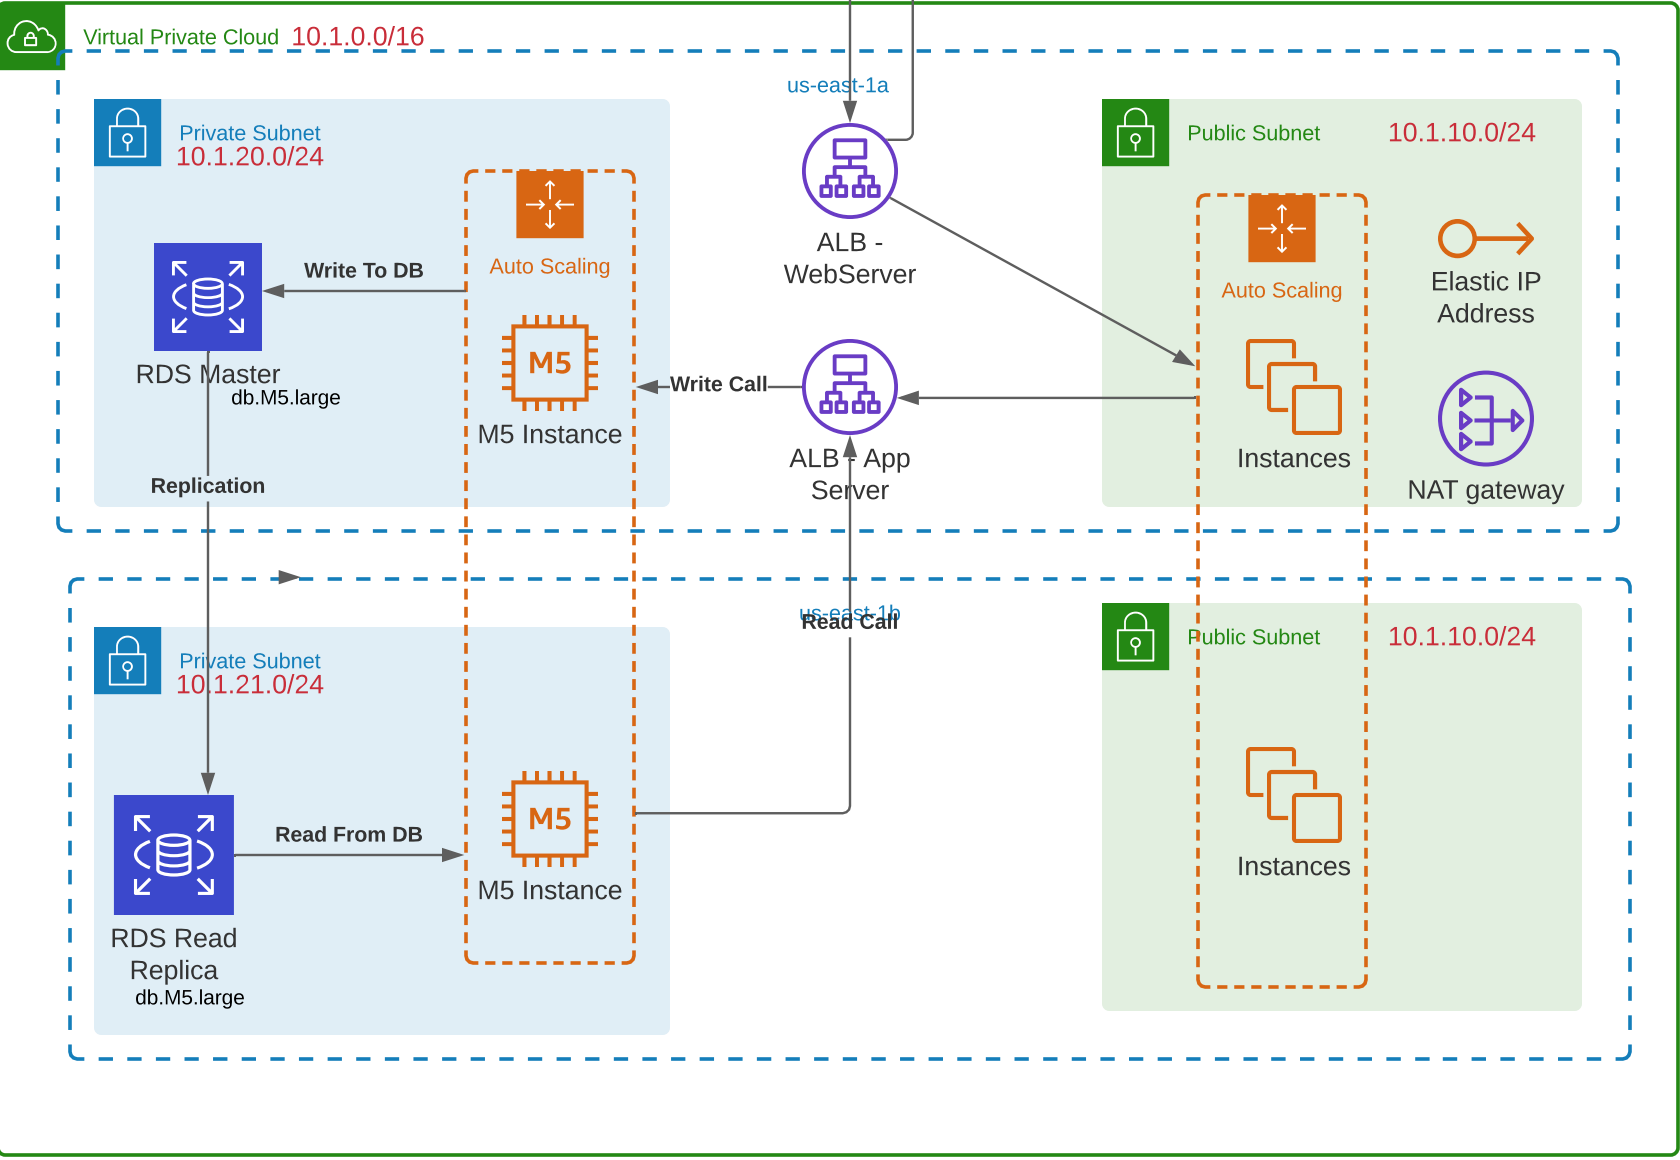 Virtual Private Cloud 10.1.0.0/16
us-east-1a
Private Subnet
10.1.20.0/24
Public Subnet 10.1.10.0/24
Auto Scaling
Write To DB
RDS Master
db.M5.large
M5
M5 Instance
Replication
ALB -
WebServer
Write Call
ALB - App
Server
Auto Scaling
Instances
Elastic IP
Address
NAT gateway
us-east-1b
Read Call
Private Subnet
10.1.21.0/24
Public Subnet 10.1.10.0/24
Read From DB
RDS Read
Replica
db.M5.large
M5
M5 Instance
Instances